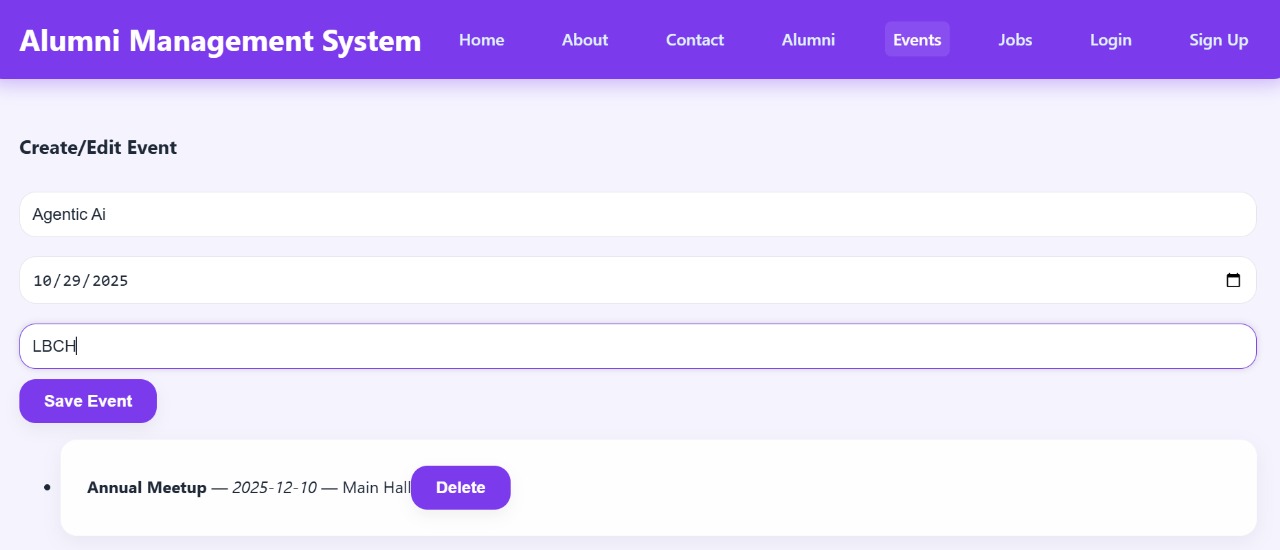 Alumni Management System Home About Contact Alumni Events Jobs Login Sign Up
Create/Edit Event
Agentic Ai
10/29/2025
LBCH
Save Event
Annual Meetup — 2025-12-10 — Main Hall Delete